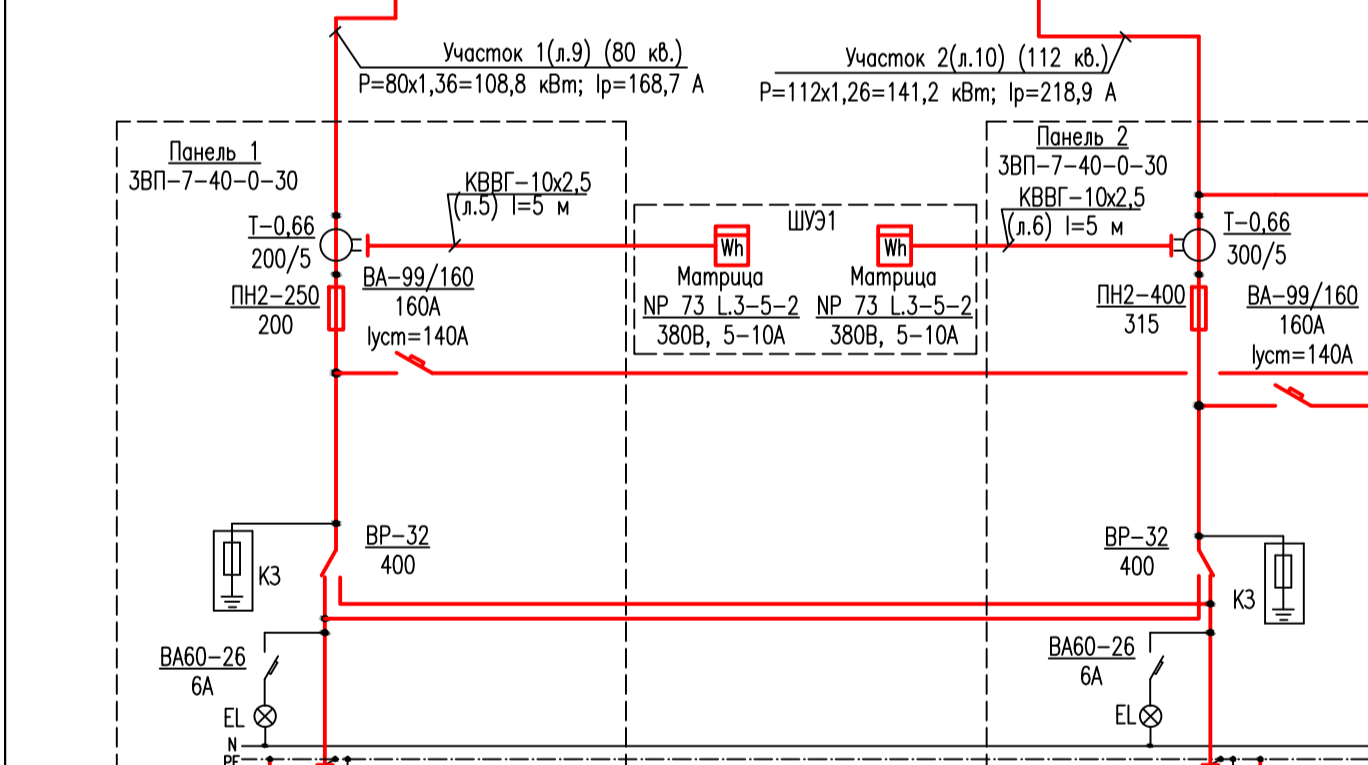 Участок 1(л.9) (80 кв.)
P=80х1,36=108,8 кВт; Iр=168,7 А
Участок 2(л.10) (112 кв.)
P=112х1,26=141,2 кВт; Iр=218,9 А
Панель 1
3ВП-7-40-0-30
КВВГ-10х2,5
(л.5) l=5 м
Т-0,66
200/5
ВА-99/160
160А
Iуст=140А
ПН2-250
200
ШУЭ1
Wh
Wh
Матрица
NP 73 L.3-5-2
380В, 5-10А
Матрица
NP 73 L.3-5-2
380В, 5-10А
Панель 2
3ВП-7-40-0-30
КВВГ-10х2,5
(л.6) l=5 м
Т-0,66
300/5
ПН2-400
315
ВА-99/160
160А
Iуст=140А
ВР-32
400
КЗ
ВР-32
400
КЗ
ВА60-26
6А
EL
ВА60-26
6А
EL
N
PE